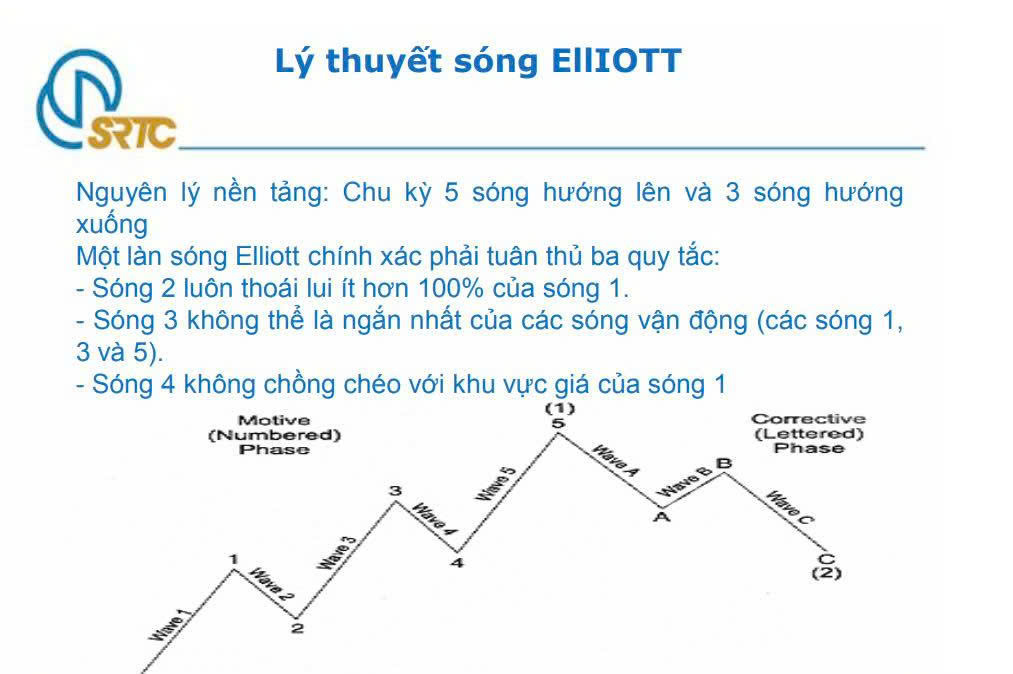 Lý thuyết sóng EllIOTT
SRTC
Nguyên lý nền tảng: Chu kỳ 5 sóng hướng lên và 3 sóng hướng
xuống
Một làn sóng Elliott chính xác phải tuân thủ ba quy tắc:
- Sóng 2 luôn thoái lui ít hơn 100% của sóng 1.
- Sóng 3 không thể là ngắn nhất của các sóng vận động (các sóng 1,
3 và 5).
- Sóng 4 không chồng chéo với khu vực giá của sóng 1
Motive
(Numbered)
Phase
(1)
5
Corrective
(Lettered)
Phase
Wave 1
1
Wave 2
2
Wave 3
3
Wave 4
4
Wave 5
Wave A
A
Wave B
B
Wave C
C
(2)